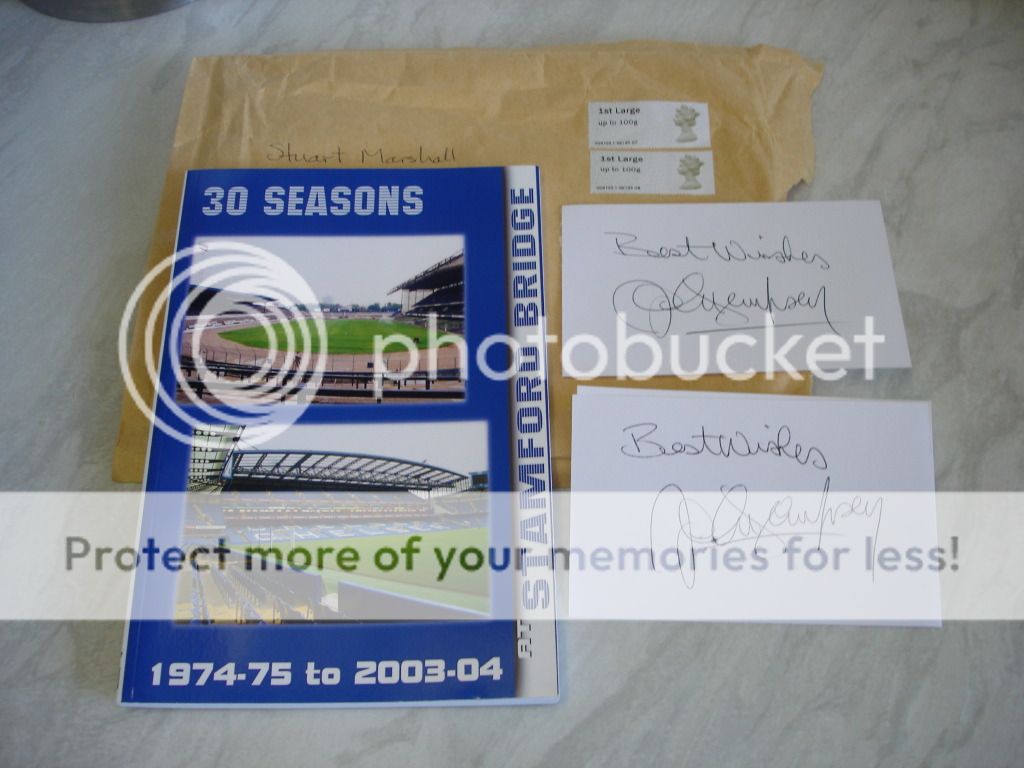 1st Large
up to 100g
1st Large
up to 100g
Stuart Marshall
30 SEASONS
AT STAMFORD BRIDGE
1974-75 to 2003-04
Best Wishes
Best Wishes
photobucket
Protect more of your memories for less!